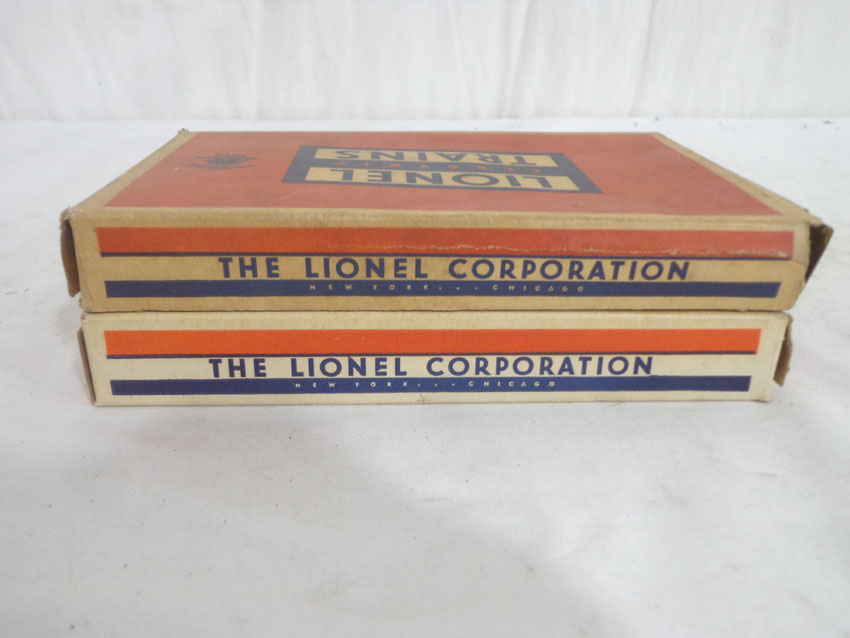 LIONEL
TRAINS
THE LIONEL CORPORATION
NEW YORK...CHICAGO
THE LIONEL CORPORATION
NEW YORK...CHICAGO